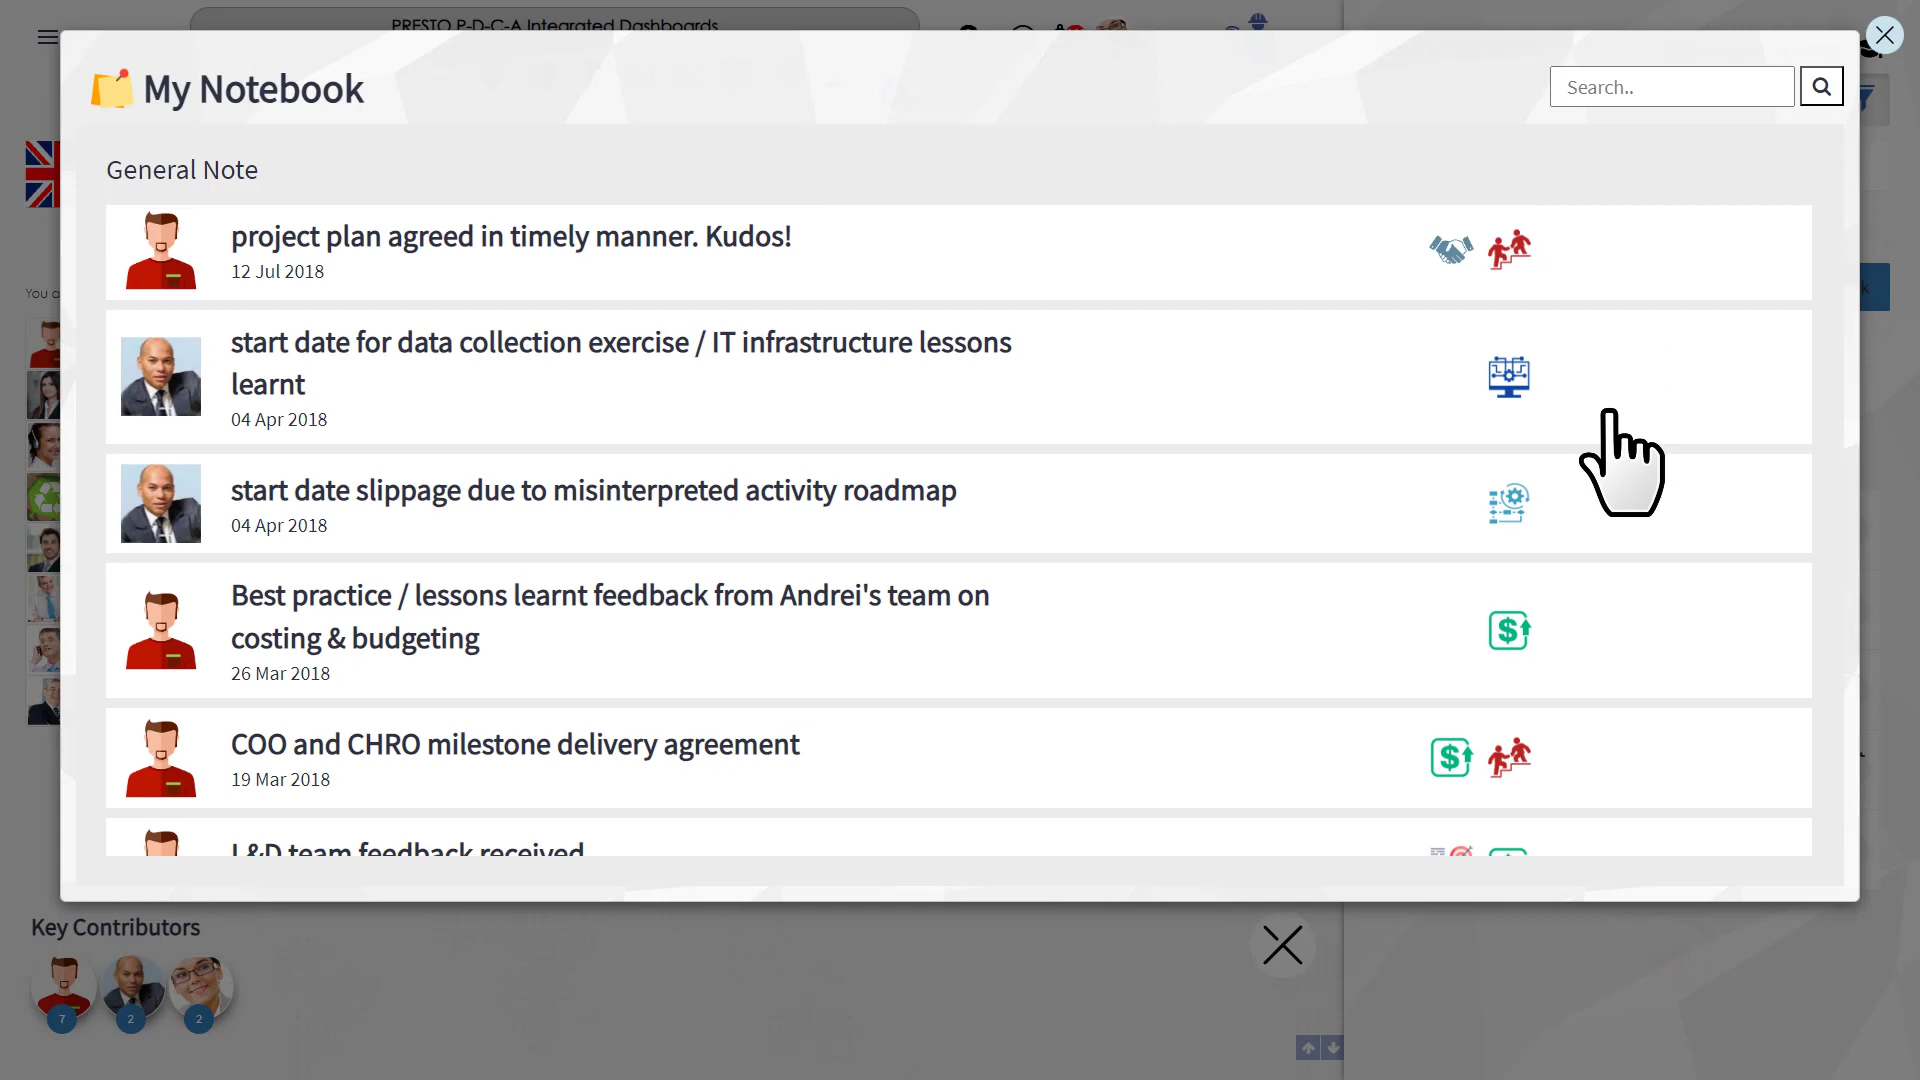 PRESTO P-D-C-A Integrated Dashboards
My Notebook
Search..
General Note
project plan agreed in timely manner. Kudos!
12 Jul 2018
start date for data collection exercise / IT infrastructure lessons
learnt
04 Apr 2018
start date slippage due to misinterpreted activity roadmap
04 Apr 2018
Best practice / lessons learnt feedback from Andrei's team on
costing & budgeting
26 Mar 2018
COO and CHRO milestone delivery agreement
19 Mar 2018
L&D team feedback received
You
Key Contributors
7
2
2